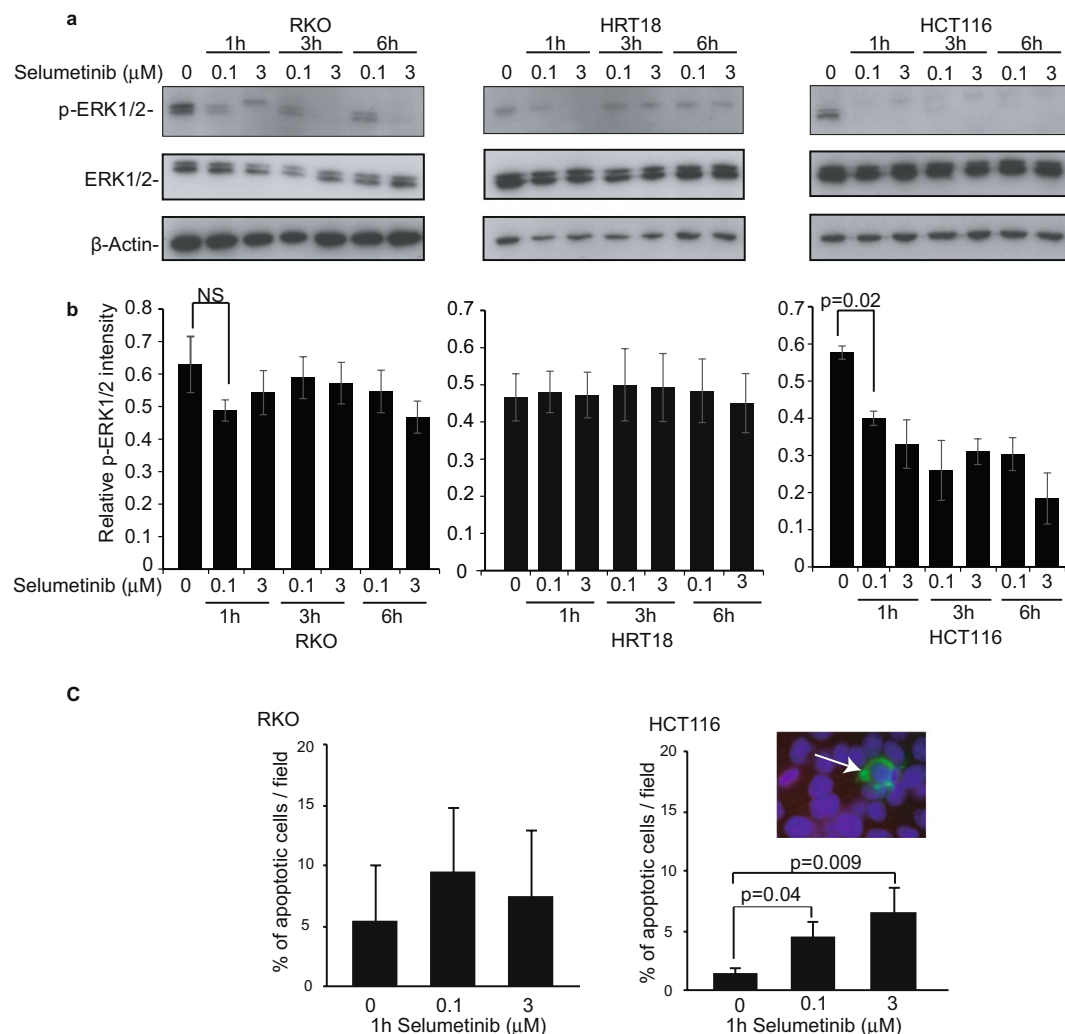 a
RKO
HRT18
HCT116
1h 3h 6h
1h 3h 6h
1h 3h 6h
Selumetinib (μM) 0 0.1 3 0.1 3 0.1 3
0 0.1 3 0.1 3 0.1 3
0 0.1 3 0.1 3 0.1 3
p-ERK1/2-
ERK1/2-
β-Actin-
b
NS
p=0.02
Relative p-ERK1/2 intensity
0.8
0.7
0.6
0.5
0.4
0.3
0.2
0.1
0
0.7
0.6
0.5
0.4
0.3
0.2
0.1
0
0.7
0.6
0.5
0.4
0.3
0.2
0.1
0
Selumetinib (μM) 0 0.1 3 0.1 3 0.1 3
1h 3h 6h
RKO
0 0.1 3 0.1 3 0.1 3
1h 3h 6h
HRT18
0 0.1 3 0.1 3 0.1 3
1h 3h 6h
HCT116
C
RKO
% of apoptotic cells / field
20
15
10
5
0
0 0.1 3
1h Selumetinib (μM)
HCT116
% of apoptotic cells / field
20
15
10
5
0
p=0.009
p=0.04
0 0.1 3
1h Selumetinib (μM)